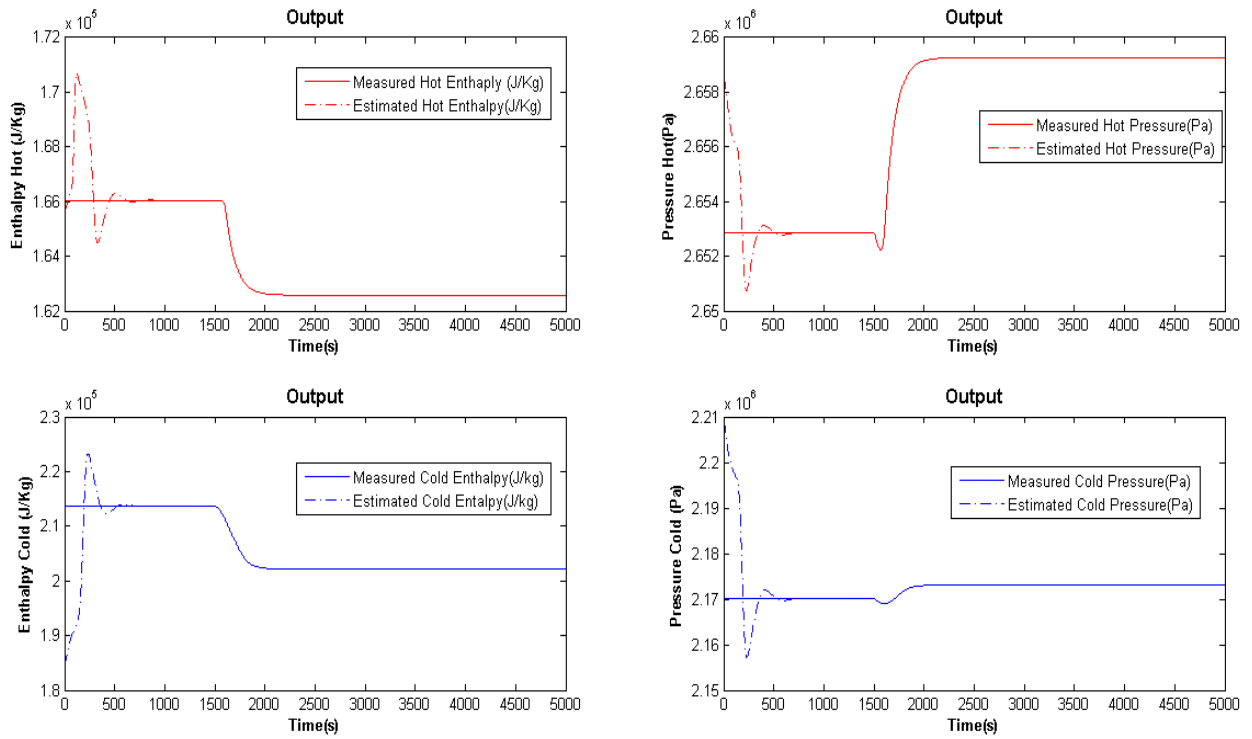 Output
x 10^5
1.72
1.7
1.68
1.66
1.64
1.62
Enthalpy Hot (J/Kg)
Measured Hot Enthaply (J/Kg)
Estimated Hot Enthalpy(J/Kg)
0 500 1000 1500 2000 2500 3000 3500 4000 4500 5000
Time(s)
Output
x 10^6
2.66
2.658
2.656
2.654
2.652
2.65
Pressure Hot(Pa)
Measured Hot Pressure(Pa)
Estimated Hot Pressure(Pa)
0 500 1000 1500 2000 2500 3000 3500 4000 4500 5000
Time(s)
Output
x 10^5
2.3
2.2
2.1
2
1.9
1.8
Enthalpy Cold (J/Kg)
Measured Cold Enthalpy(J/kg)
Estimated Cold Entalpy(J/kg)
0 500 1000 1500 2000 2500 3000 3500 4000 4500 5000
Time(s)
Output
x 10^6
2.21
2.2
2.19
2.18
2.17
2.16
2.15
Pressure Cold (Pa)
Measured Cold Pressure(Pa)
Estimated Cold Pressure(Pa)
0 500 1000 1500 2000 2500 3000 3500 4000 4500 5000
Time(s)